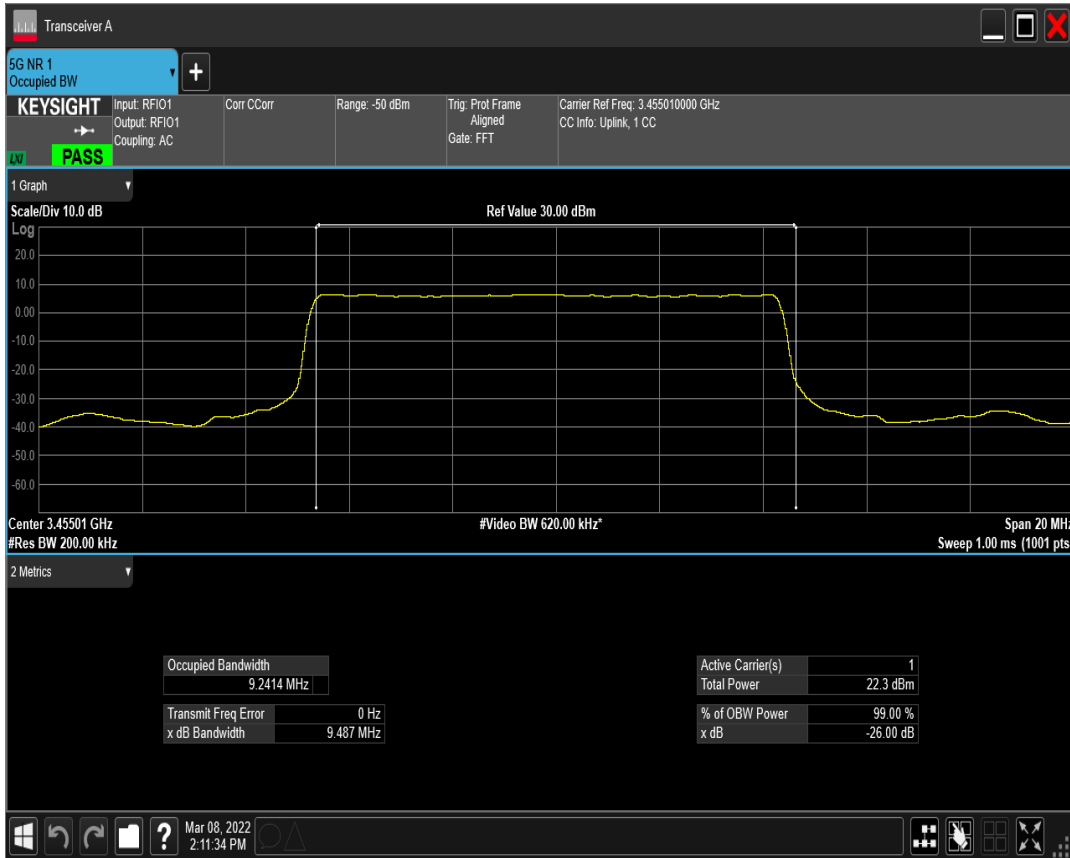 Transceiver A
5G NR 1
Occupied BW
KEYSIGHT
LXI
PASS
Input: RFIO1
Output: RFIO1
Coupling: AC
Corr CCorr
Range: -50 dBm
Trig: Prot Frame
Aligned
Gate: FFT
Carrier Ref Freq: 3.455010000 GHz
CC Info: Uplink, 1 CC
1 Graph
Scale/Div 10.0 dB
Ref Value 30.00 dBm
Log
20.0
10.0
0.00
-10.0
-20.0
-30.0
-40.0
-50.0
-60.0
Center 3.45501 GHz
#Video BW 620.00 kHz*
Span 20 MHz
#Res BW 200.00 kHz
Sweep 1.00 ms (1001 pts
2 Metrics
Occupied Bandwidth
9.2414 MHz
Transmit Freq Error 0 Hz
x dB Bandwidth 9.487 MHz
Active Carrier(s) 1
Total Power 22.3 dBm
% of OBW Power 99.00 %
x dB -26.00 dB
?
Mar 08, 2022
2:11:34 PM